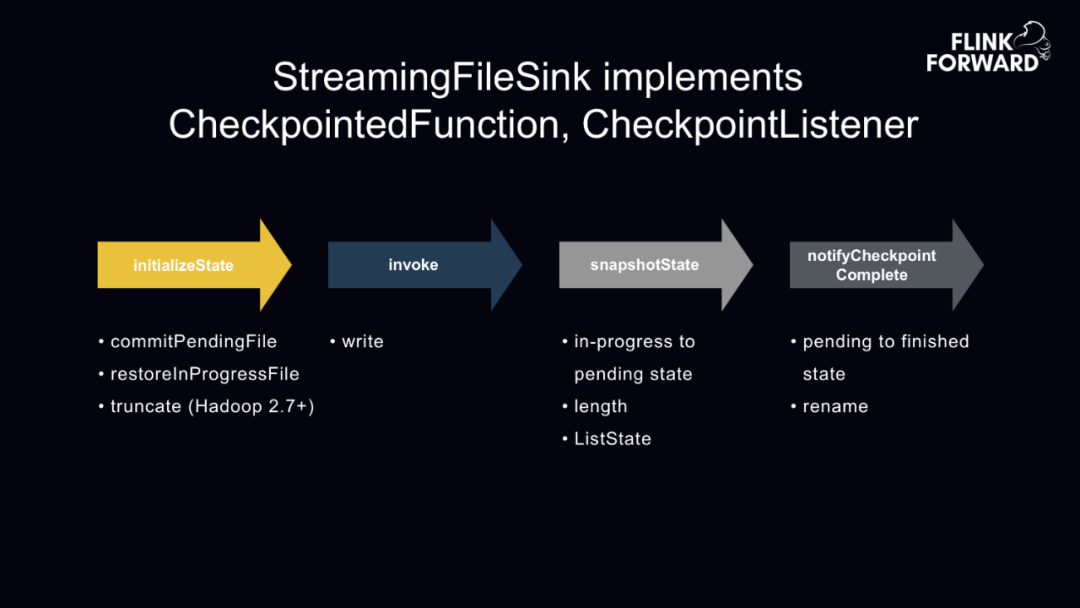 FLINK
FORWARD
StreamingFileSink implements
CheckpointedFunction, CheckpointListener
initializeState
invoke
snapshotState
notifyCheckpoint
Complete
• commitPendingFile
• restoreInProgressFile
• truncate (Hadoop 2.7+)
• write
• in-progress to
pending state
• length
• ListState
• pending to finished
state
• rename